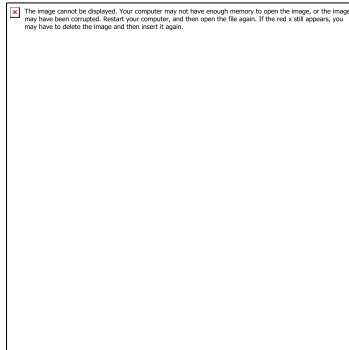 The image cannot be displayed. Your computer may not have enough memory to open the image, or the image
may have been corrupted. Restart your computer, and then open the file again. If the red x still appears, you
may have to delete the image and then insert it again.